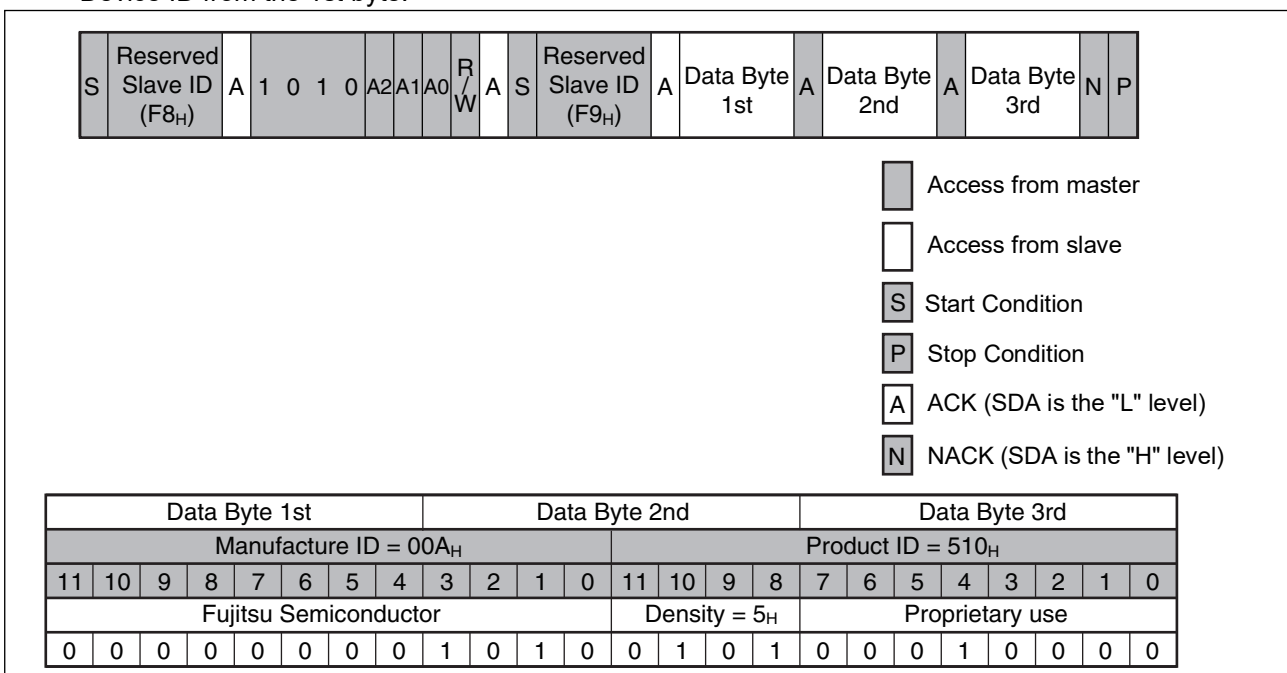 Device ID from the 1st byte.
S Reserved Slave ID (F8H) A 1 0 1 0 A2 A1 A0 R/W A S Reserved Slave ID (F9H) A Data Byte 1st A Data Byte 2nd A Data Byte 3rd N P
Access from master
Access from slave
S Start Condition
P Stop Condition
A ACK (SDA is the "L" level)
N NACK (SDA is the "H" level)
Data Byte 1st Data Byte 2nd Data Byte 3rd
Manufacture ID = 00AH Product ID = 510H
11 10 9 8 7 6 5 4 3 2 1 0 11 10 9 8 7 6 5 4 3 2 1 0
Fujitsu Semiconductor Density = 5H Proprietary use
0 0 0 0 0 0 0 0 1 0 1 0 0 1 0 1 0 0 0 1 0 0 0 0